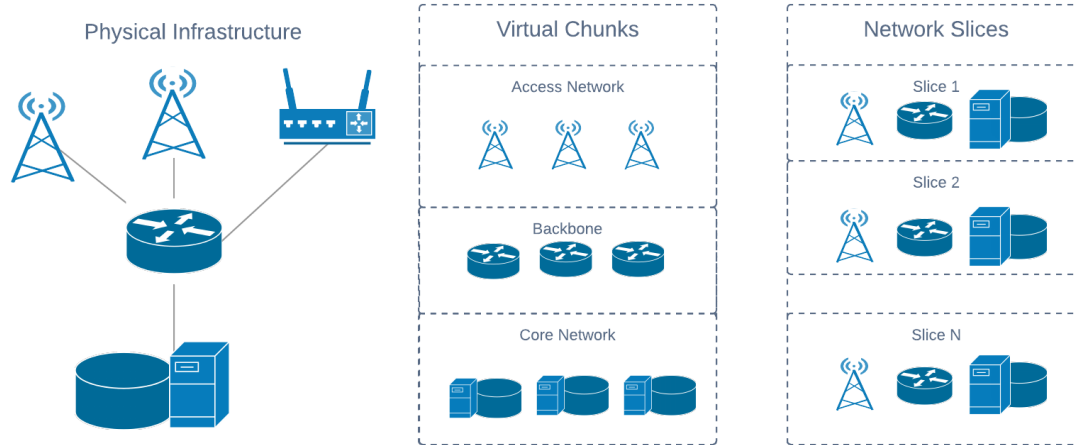 Physical Infrastructure
Virtual Chunks
Access Network
Backbone
Core Network
Network Slices
Slice 1
Slice 2
Slice N